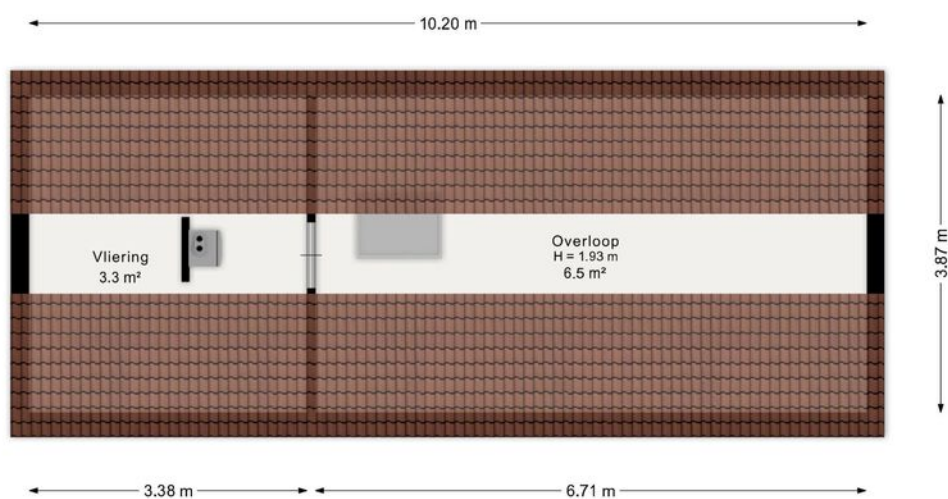 10.20 m
Vliering
3.3 m²
Overloop
H = 1.93 m
6.5 m²
3.87 m
3.38 m
6.71 m